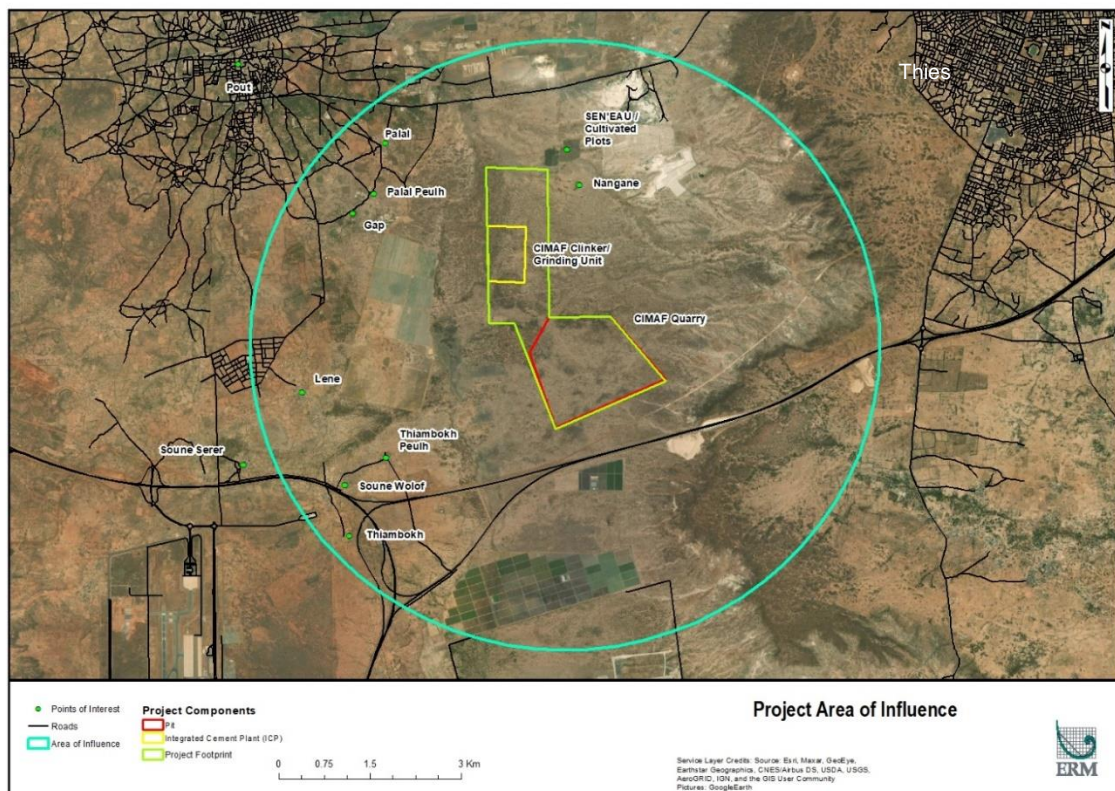 Thies
Pout
Palal
SEN'EAU /
Cultivated
Plots
Palal Peulh
Nangane
Gap
CIMAF Clinker/
Grinding Unit
CIMAF Quarry
Lene
Thiambokh
Peulh
Soune Serer
Soune Wolof
Thiambokh
Points of Interest
Roads
Area of Influence
Project Components
Pit
Integrated Cement Plant (ICP)
Project Footprint
0 0.75 1.5 3 Km
Project Area of Influence
Service Layer Credits: Source: Esri, Maxar, GeoEye,
Earthstar Geographics, CNES/Airbus DS, USDA, USGS,
AeroGRID, IGN, and the GIS User Community
Pictures: GoogleEarth
ERM